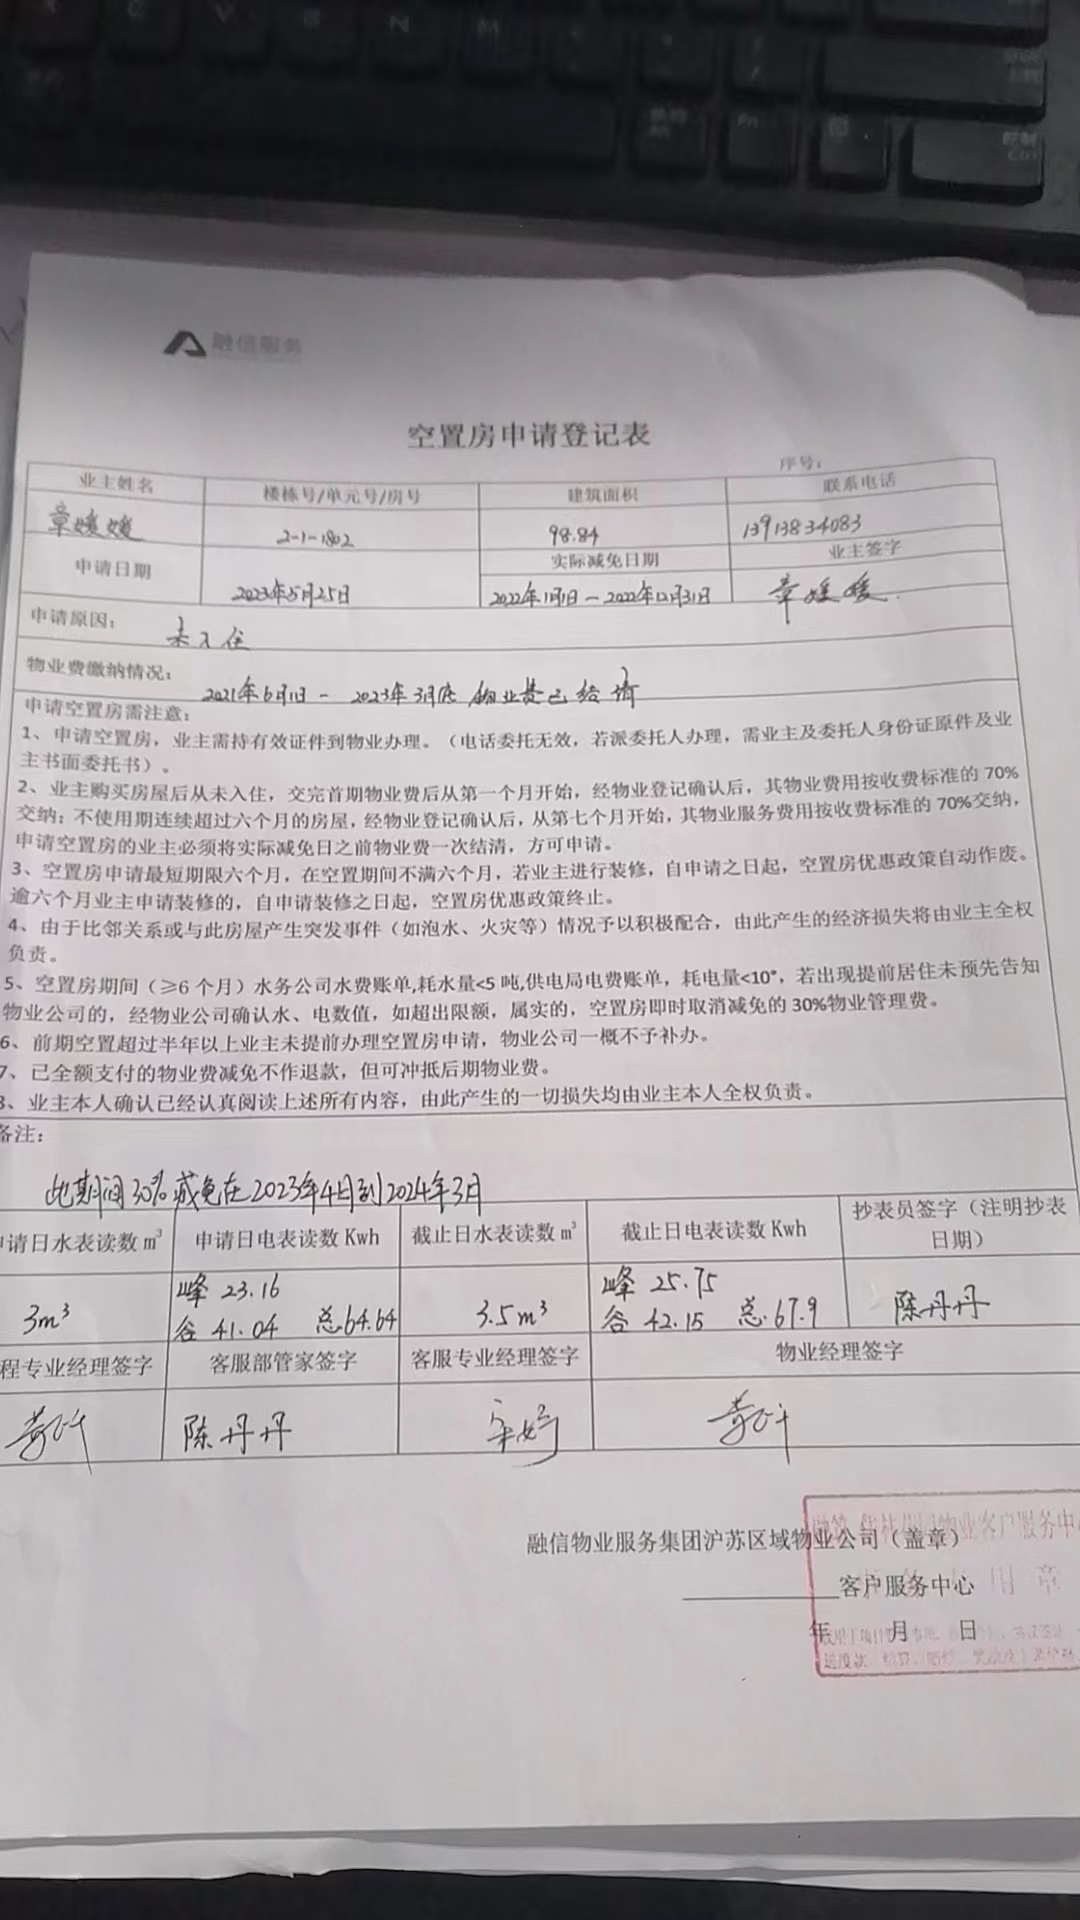 融信服务
空置房申请登记表
序号：
业主姓名 楼栋号/单元号/房号 建筑面积 联系电话
章媛媛 2-1-1802 98.84 13913834083
申请日期 2023年5月25日 实际减免日期 业主签字
2022年1月1日-2022年12月31日 章媛媛.
申请原因： 未入住
物业费缴纳情况： 2021年6月1日-2023年3月底 物业费已结清
申请空置房需注意：
1、申请空置房，业主需持有效证件到物业办理。（电话委托无效，若派委托人办理，需业主及委托人身份证原件及业
主书面委托书）。
2、业主购买房屋后从未入住，交完首期物业费后从第一个月开始，经物业登记确认后，其物业费用按收费标准的 70%
交纳；不使用期连续超过六个月的房屋，经物业登记确认后，从第七个月开始，其物业服务费用按收费标准的 70%交纳，
申请空置房的业主必须将实际减免日之前物业费一次结清，方可申请。
3、空置房申请最短期限六个月，在空置期间不满六个月，若业主进行装修，自申请之日起，空置房优惠政策自动作废。
逾六个月业主申请装修的，自申请装修之日起，空置房优惠政策终止。
4、由于比邻关系或与此房屋产生突发事件（如泡水、火灾等）情况予以积极配合，由此产生的经济损失将由业主全权
负责。
5、空置房期间（≥6 个月）水务公司水费账单,耗水量<5 吨,供电局电费账单，耗电量<10°，若出现提前居住未预先告知
物业公司的，经物业公司确认水、电数值，如超出限额，属实的，空置房即时取消减免的 30%物业管理费。
6、前期空置超过半年以上业主未提前办理空置房申请，物业公司一概不予补办。
7、已全额支付的物业费减免不作退款，但可冲抵后期物业费。
8、业主本人确认已经认真阅读上述所有内容，由此产生的一切损失均由业主本人全权负责。
备注：
此期间30%减免在2023年4月到2024年3月
申请日水表读数 m³ 申请日电表读数 Kwh 截止日水表读数 m³ 截止日电表读数 Kwh 抄表员签字（注明抄表
日期）
3m³ 峰 23.16 3.5m³ 峰 25.75 陈丹丹
谷 41.04 总64.64 谷 42.15 总.67.9
程专业经理签字 客服部管家签字 客服专业经理签字 物业经理签字
陈丹丹
融信物业服务集团沪苏区域物业公司（盖章）
客户服务中心
年 月 日